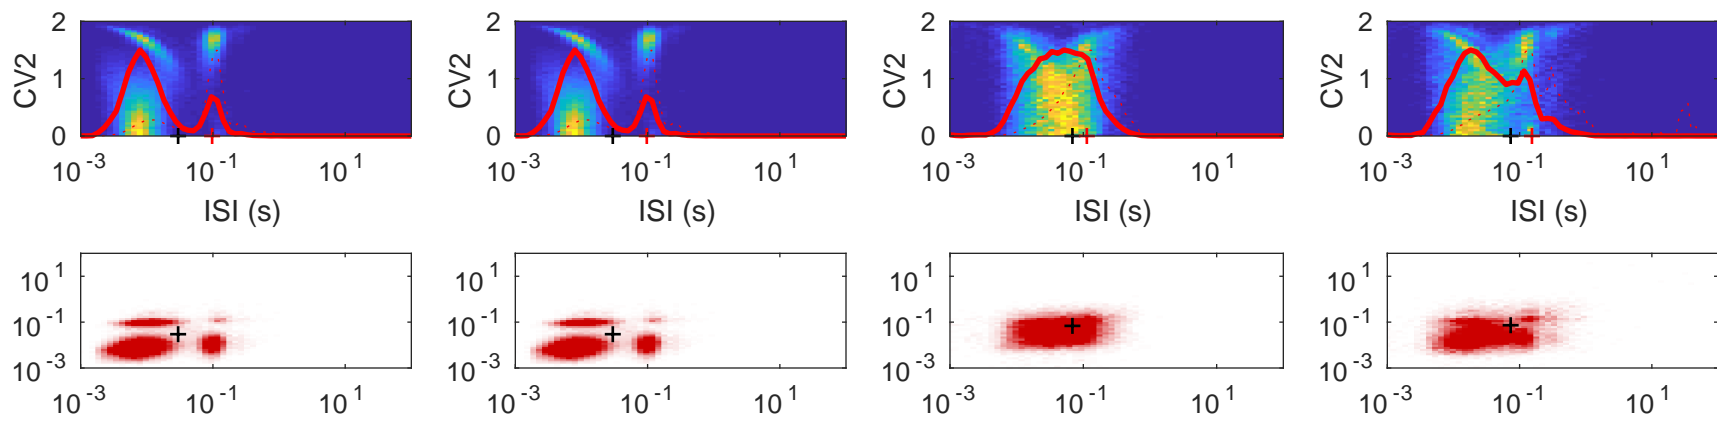 2 2 2 2
CV2 1 CV2 1 CV2 1 CV2 1
0 0 0 0
10^-3 10^-1 10^1 10^-3 10^-1 10^1 10^-3 10^-1 10^1 10^-3 10^-1 10^1
ISI (s) ISI (s) ISI (s) ISI (s)
10^1 10^1 10^1 10^1
10^-1 10^-1 10^-1 10^-1
10^-3 10^-3 10^-3 10^-3
10^-3 10^-1 10^1 10^-3 10^-1 10^1 10^-3 10^-1 10^1 10^-3 10^-1 10^1